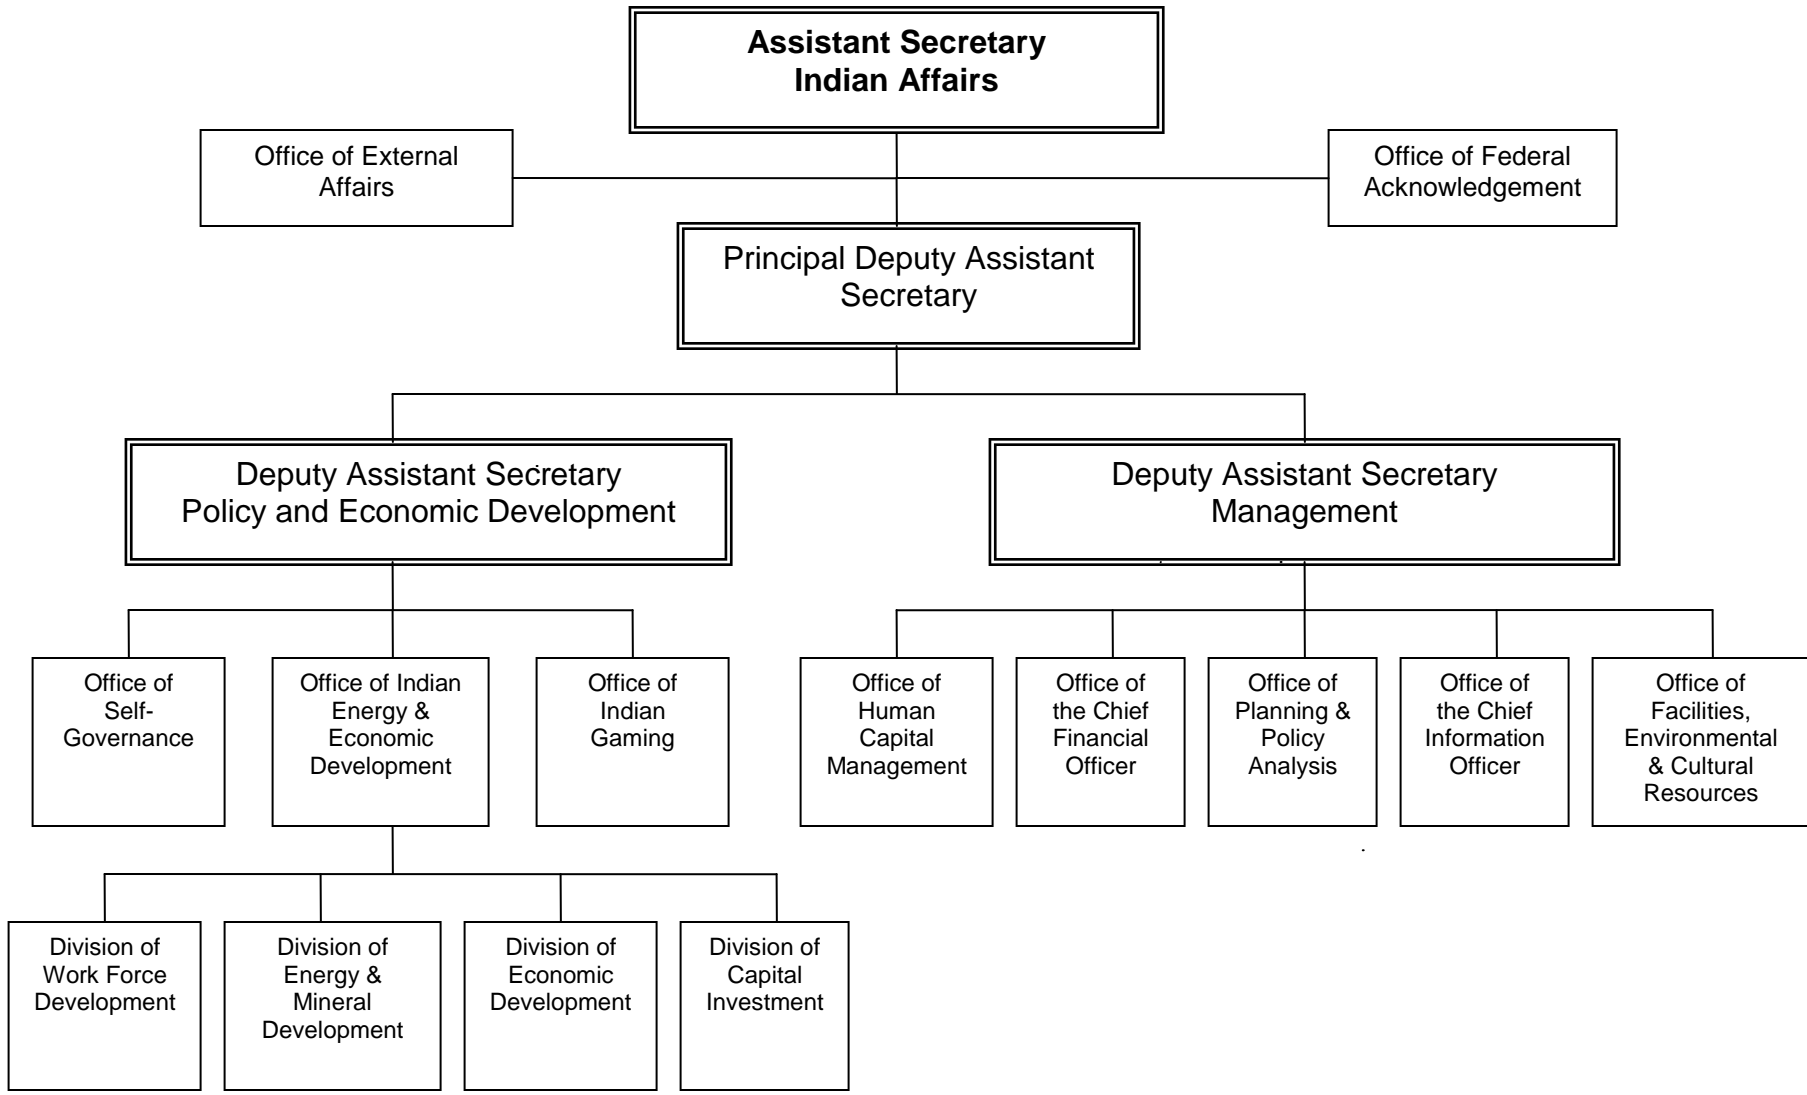 Assistant Secretary
Indian Affairs
Office of External
Affairs
Office of Federal
Acknowledgement
Principal Deputy Assistant
Secretary
Deputy Assistant Secretary
Policy and Economic Development
Deputy Assistant Secretary
Management
Office of
Self-
Governance
Office of Indian
Energy &
Economic
Development
Office of
Indian
Gaming
Office of
Human
Capital
Management
Office of
the Chief
Financial
Officer
Office of
Planning &
Policy
Analysis
Office of
the Chief
Information
Officer
Office of
Facilities,
Environmental
& Cultural
Resources
Division of
Work Force
Development
Division of
Energy &
Mineral
Development
Division of
Economic
Development
Division of
Capital
Investment